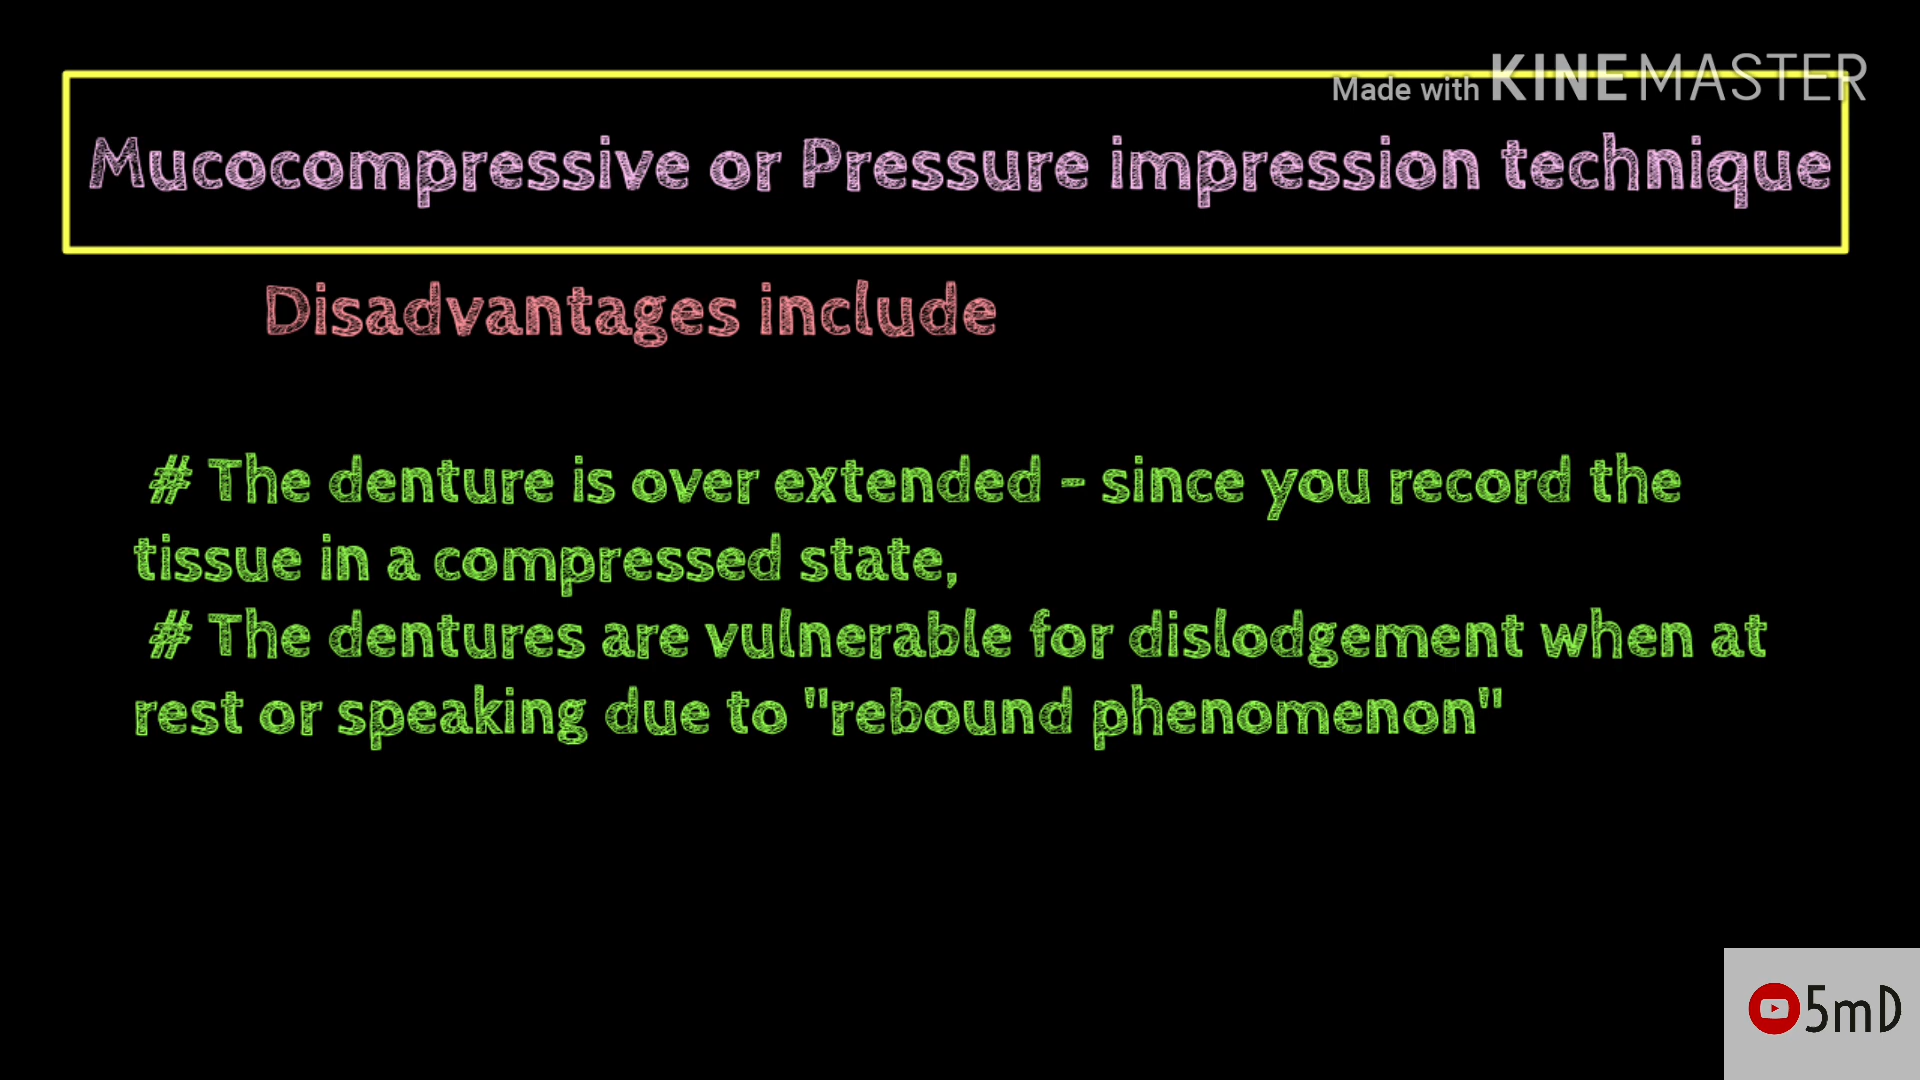 Made with KINEMASTER
Mucocompressive or Pressure impression technique
Disadvantages include
# The denture is over extended - since you record the
tissue in a compressed state,
# The dentures are vulnerable for dislodgement when at
rest or speaking due to "rebound phenomenon"
5mD